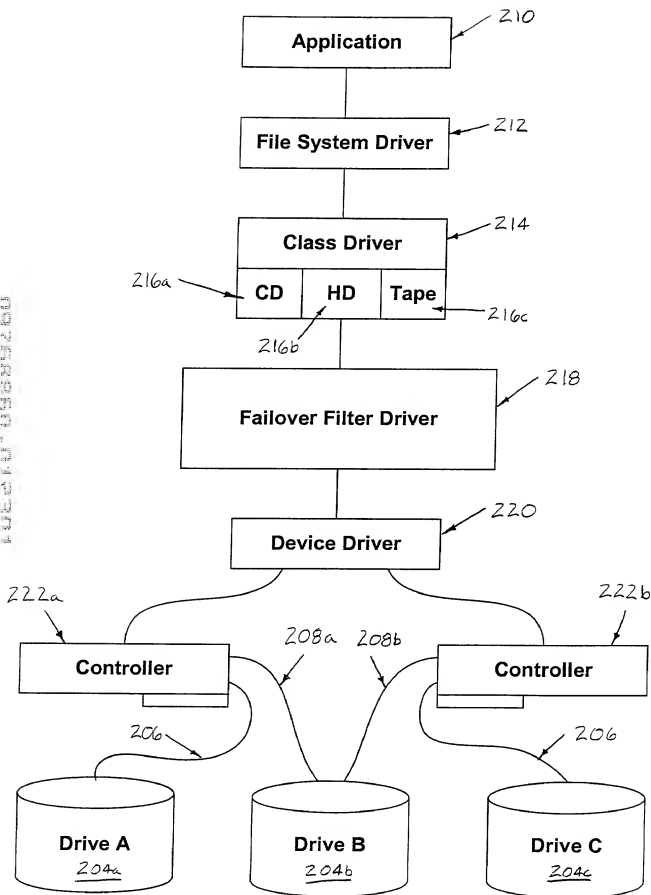 210
Application
212
File System Driver
214
Class Driver
216a
CD HD Tape
216c
216b
218
Failover Filter Driver
220
Device Driver
222a 222b
208a 208b
Controller Controller
206 206
Drive A Drive B Drive C
204a 204b 204c